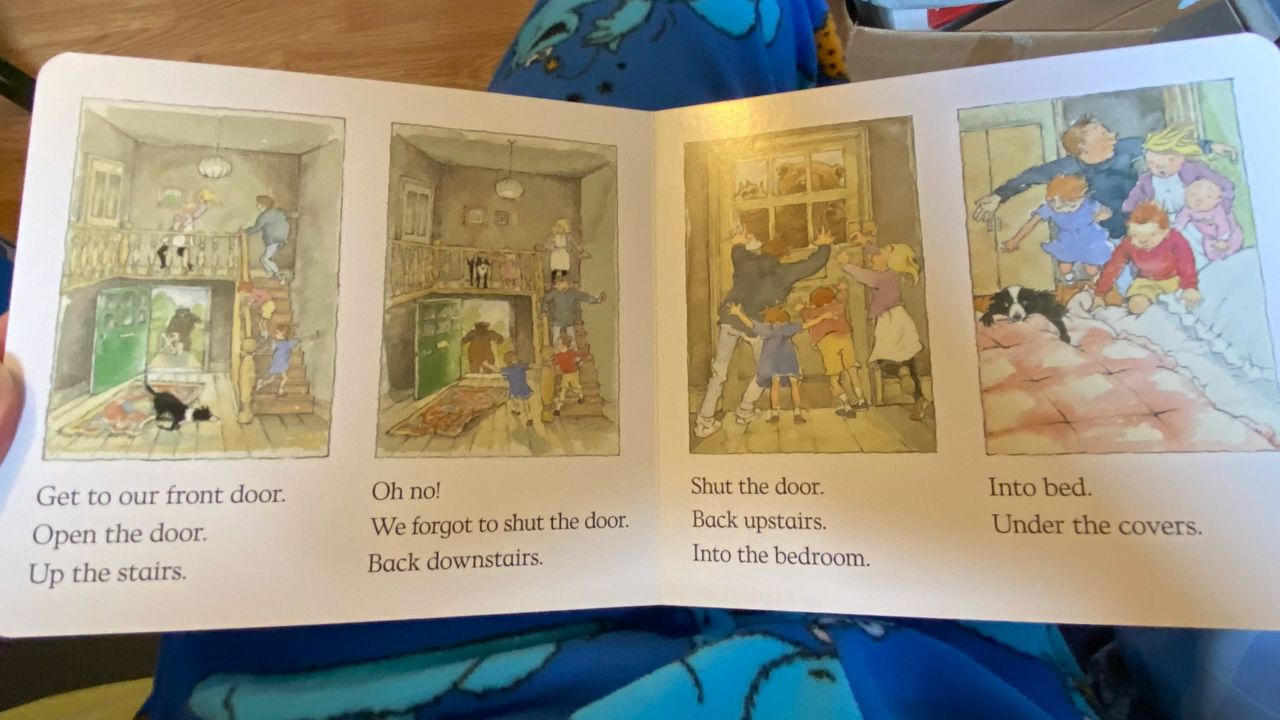 Get to our front door.
Open the door.
Up the stairs.
Oh no!
We forgot to shut the door.
Back downstairs.
Shut the door.
Back upstairs.
Into the bedroom.
Into bed.
Under the covers.